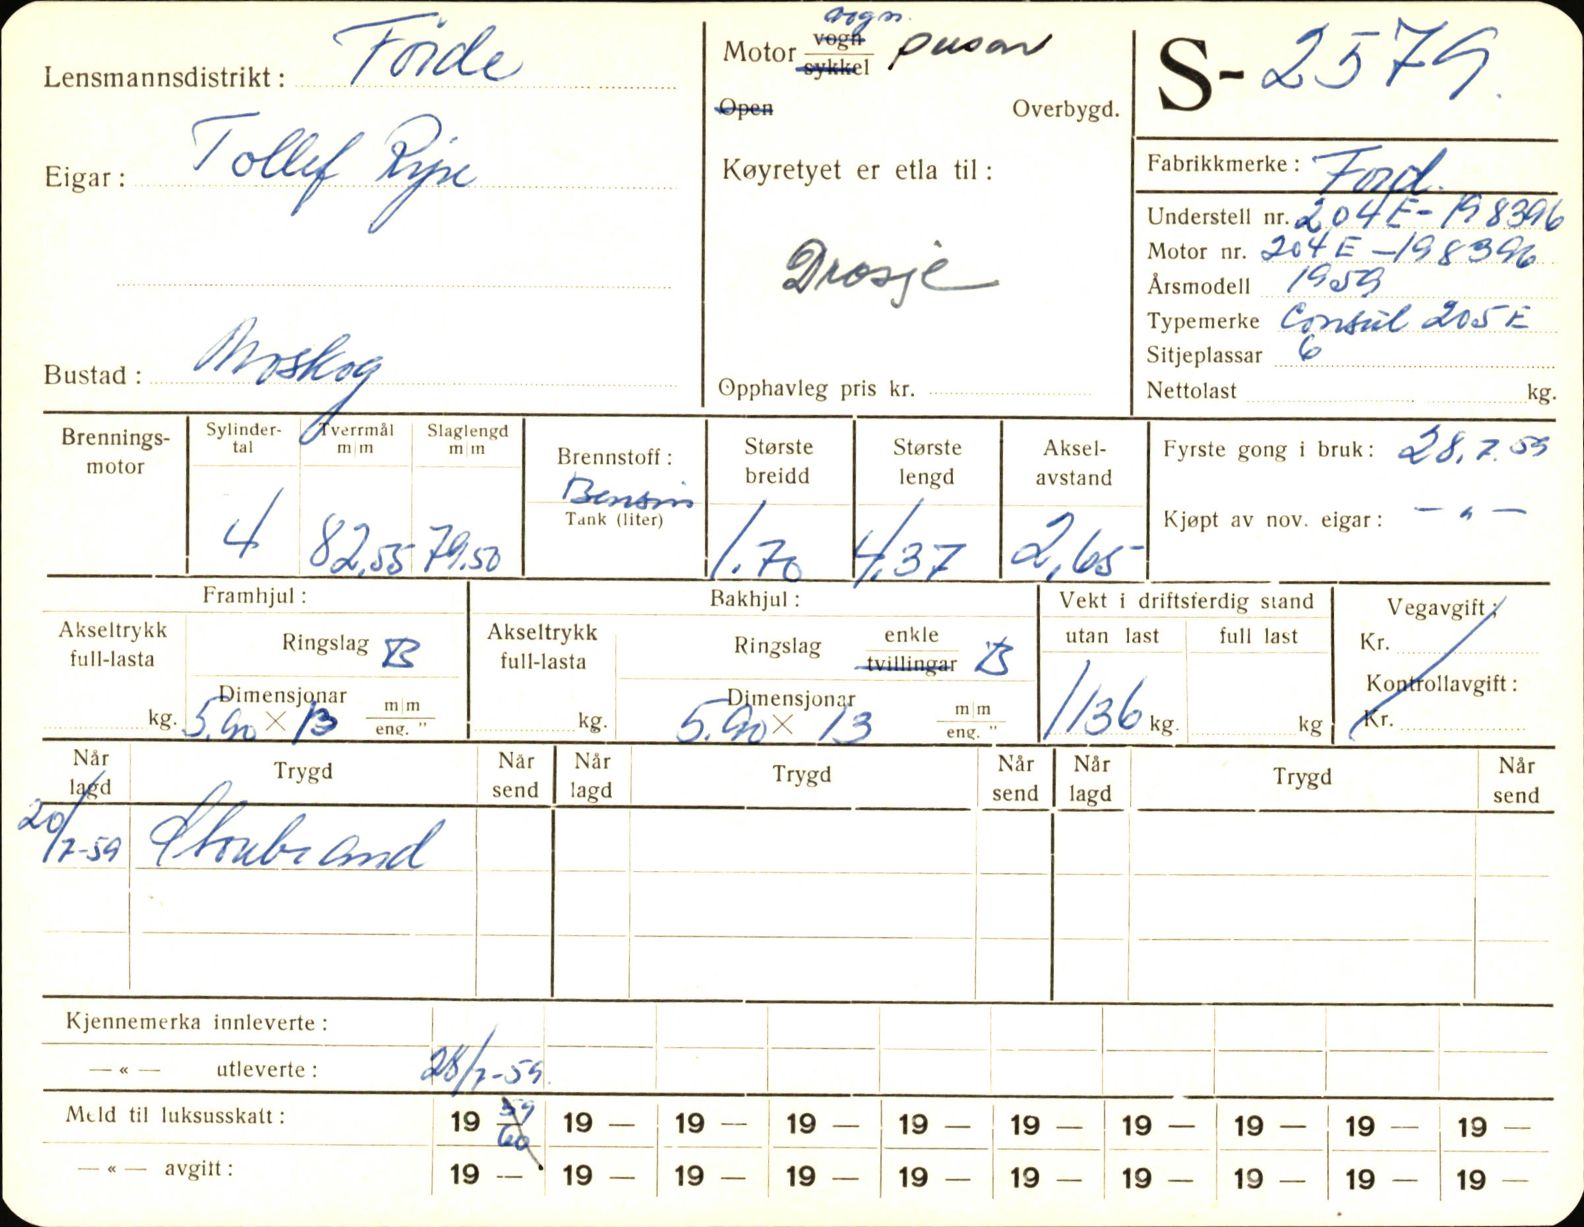 Lensmannsdistrikt: Førde
Eigar: Tollef Rype
Bustad: Moskog
Motor vogn vogn sykkel person
Open Overbygd.
Køyretyet er etla til:
Drosje
Opphavleg pris kr.
S-2579.
Fabrikkmerke: Ford.
Understell nr. 204E-198396
Motor nr. 204E-198396
Årsmodell 1959
Typemerke Consul 205E
Sitjeplassar 6
Nettolast kg.
Brennings-motor
Sylinder-tal 4
Tverrmål m|m 82,55
Slaglengd m|m 79,50
Brennstoff: Bensin
Tank (liter)
Største breidd 1.70
Største lengd 4,37
Aksel-avstand 2,65
Fyrste gong i bruk: 28.7.59
Kjøpt av nov. eigar: — " —
Framhjul:
Akseltrykk full-lasta kg.
Ringslag B
Dimensjonar 5.90 × 13 m|m eng. "
Bakhjul:
Akseltrykk full-lasta kg.
Ringslag enkle tvillingar B
Dimensjonar 5.90 × 13 m|m eng. "
Vekt i driftsferdig stand
utan last 1136 kg.
full last kg
Vegavgift:
Kr.
Kontrollavgift:
Kr.
Når lagd Trygd Når send Når lagd Trygd Når send Når lagd Trygd Når send
20/7-59 Storebrand
Kjennemerka innleverte:
— « — utleverte: 28/7-59.
Meld til luksusskatt: 19 59/60 19 — 19 — 19 — 19 — 19 — 19 — 19 — 19 — 19 —
— « — avgitt: 19 — 19 — 19 — 19 — 19 — 19 — 19 — 19 — 19 — 19 —